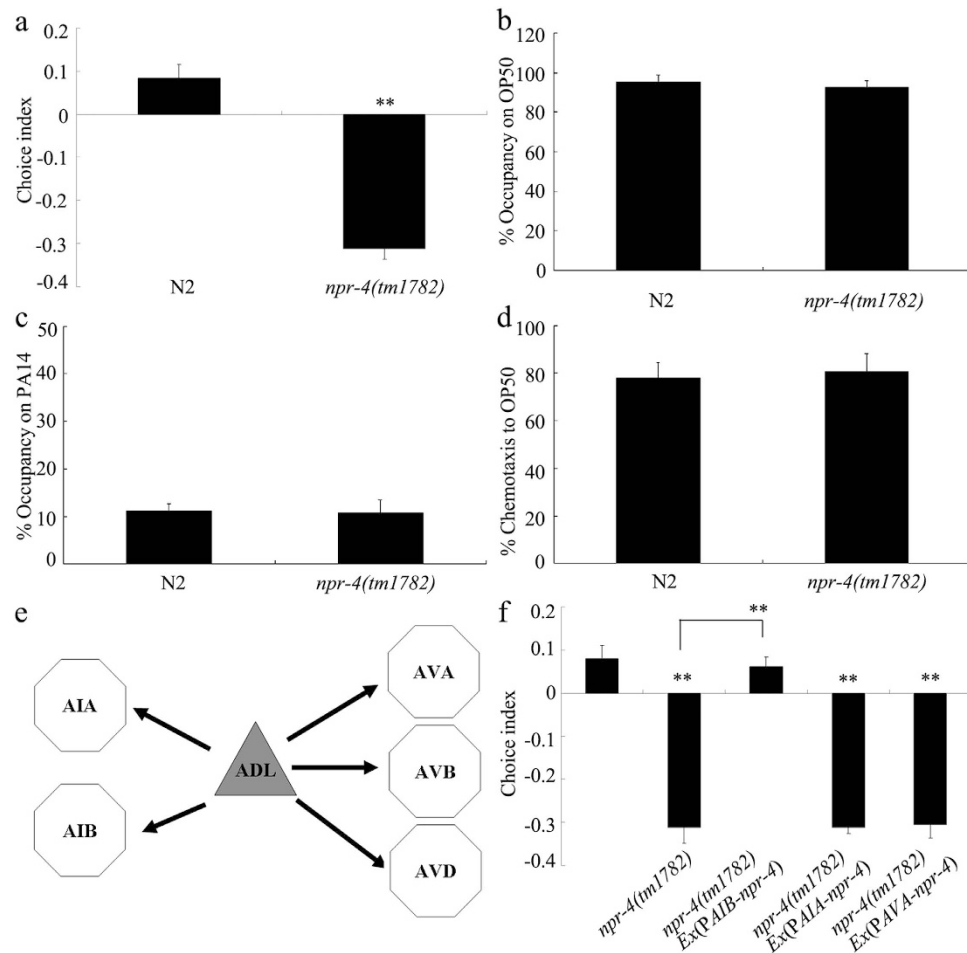 a
0.2
0.1
0
-0.1
-0.2
-0.3
-0.4
Choice index
**
N2
npr-4(tm1782)
b
120
100
80
60
40
20
0
% Occupancy on OP50
N2
npr-4(tm1782)
c
50
40
30
20
10
0
% Occupancy on PA14
N2
npr-4(tm1782)
d
100
80
60
40
20
0
% Chemotaxis to OP50
N2
npr-4(tm1782)
e
AIA
AIB
ADL
AVA
AVB
AVD
f
0.2
0.1
0
-0.1
-0.2
-0.3
-0.4
Choice index
**
**
**
**
npr-4(tm1782)
npr-4(tm1782)
Ex(PAIB-npr-4)
npr-4(tm1782)
Ex(PAIA-npr-4)
npr-4(tm1782)
Ex(PAVA-npr-4)